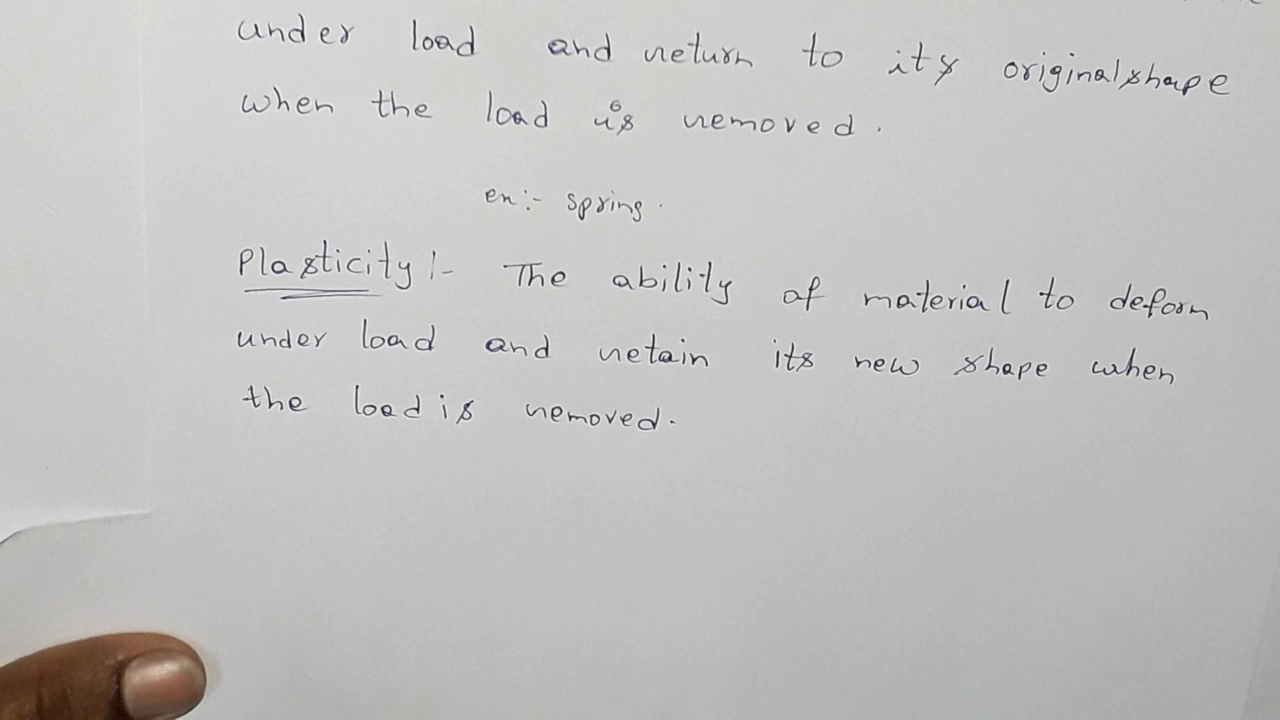 under load and return to its original shape
when the load is removed.
ex:- spring.
Plasticity :- The ability of material to deform
under load and retain its new shape when
the load is removed.